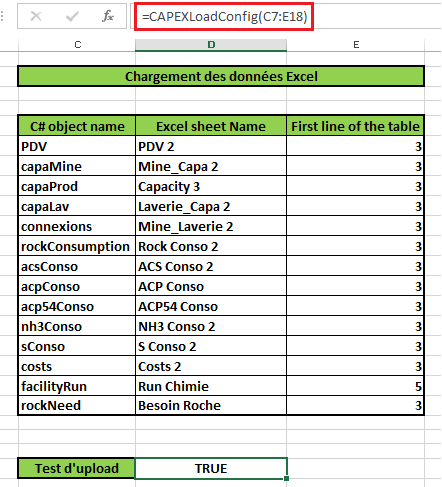 =CAPEXLoadConfig(C7:E18)
C D E
Chargement des données Excel
C# object name Excel sheet Name First line of the table
PDV PDV 2 3
capaMine Mine_Capa 2 3
capaProd Capacity 3 3
capaLav Laverie_Capa 2 3
connexions Mine_Laverie 2 3
rockConsumption Rock Conso 2 3
acsConso ACS Conso 2 3
acpConso ACP Conso 3
acp54Conso ACP54 Conso 3
nh3Conso NH3 Conso 2 3
sConso S Conso 2 3
costs Costs 2 3
facilityRun Run Chimie 5
rockNeed Besoin Roche 3
Test d'upload TRUE